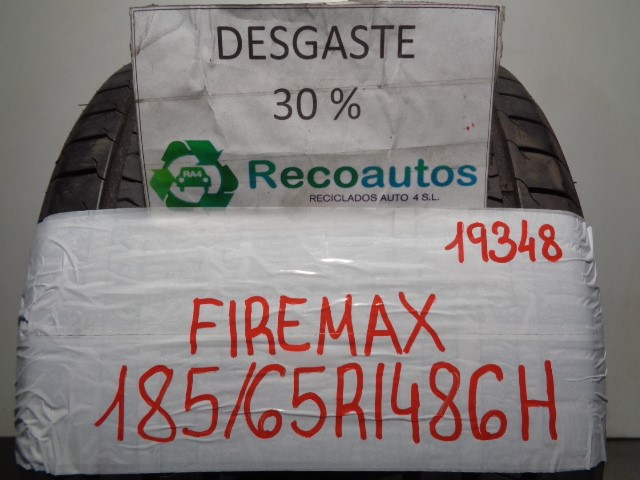 DESGASTE
30 %
RA4
Recoautos
RECICLADOS AUTO 4 S.L.
19348
FIREMAX
185/65R1486H